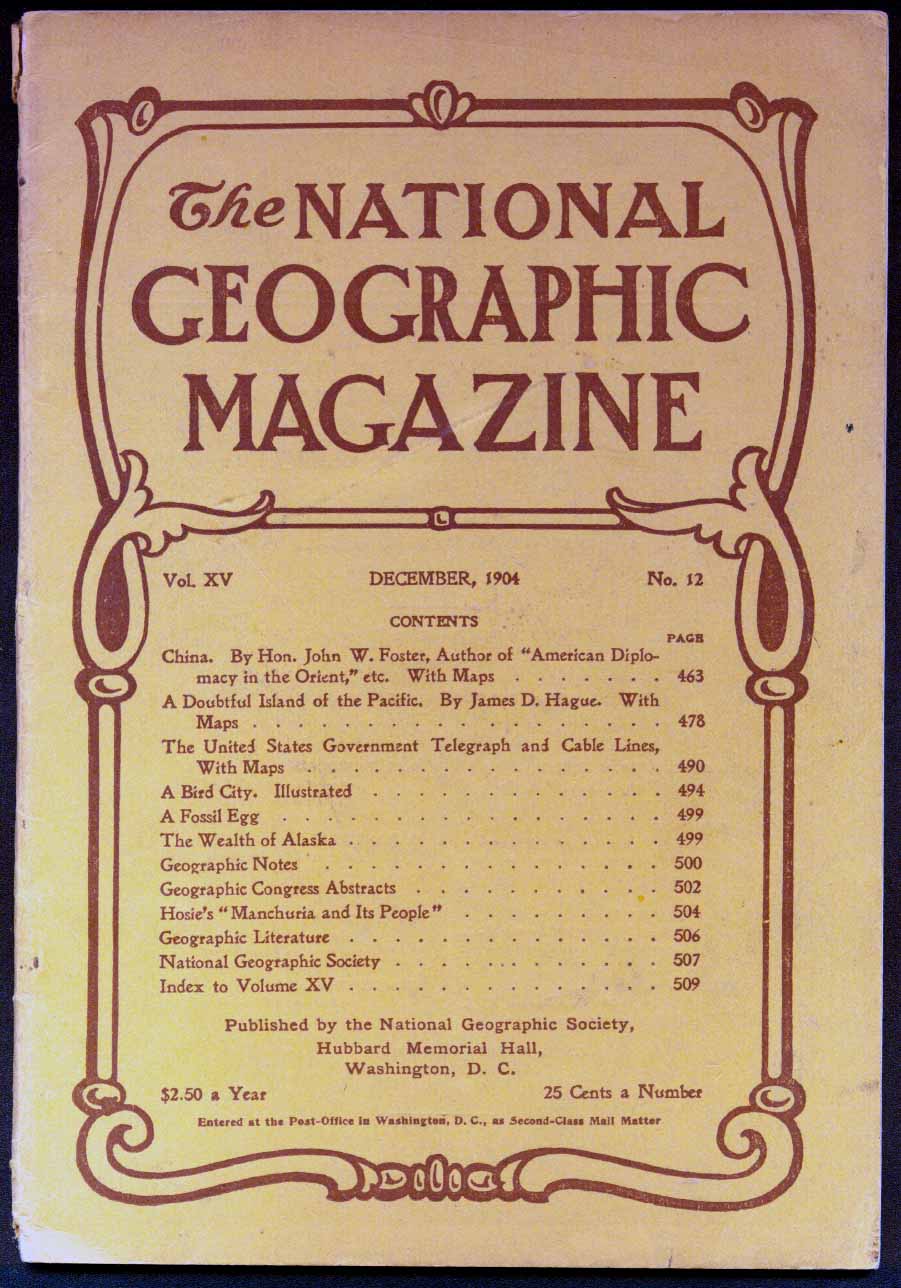 The NATIONAL
GEOGRAPHIC
MAGAZINE
Vol. XV DECEMBER, 1904 No. 12
CONTENTS
PAGE
China. By Hon. John W. Foster, Author of "American Diplo-
macy in the Orient," etc. With Maps . . . . . . . 463
A Doubtful Island of the Pacific. By James D. Hague. With
Maps . . . . . . . . . . . . . . . . . . 478
The United States Government Telegraph and Cable Lines,
With Maps . . . . . . . . . . . . . . . 490
A Bird City. Illustrated . . . . . . . . . . . . . 494
A Fossil Egg . . . . . . . . . . . . . . . . 499
The Wealth of Alaska . . . . . . . . . . . . . . 499
Geographic Notes . . . . . . . . . . . . . . . 500
Geographic Congress Abstracts . . . . . . . . . . . 502
Hosie's "Manchuria and Its People" . . . . . . . . . 504
Geographic Literature . . . . . . . . . . . . . . 506
National Geographic Society . . . . . . . . . . . . 507
Index to Volume XV . . . . . . . . . . . . . . 509
Published by the National Geographic Society,
Hubbard Memorial Hall,
Washington, D. C.
$2.50 a Year 25 Cents a Number
Entered at the Post-Office in Washington, D. C., as Second-Class Mail Matter